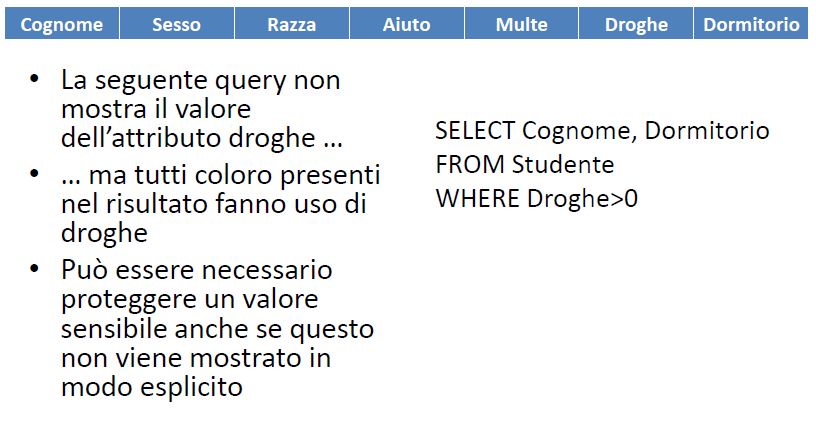 Cognome Sesso Razza Aiuto Multe Droghe Dormitorio
• La seguente query non
mostra il valore
dell’attributo droghe …
• … ma tutti coloro presenti
nel risultato fanno uso di
droghe
• Può essere necessario
proteggere un valore
sensibile anche se questo
non viene mostrato in
modo esplicito
SELECT Cognome, Dormitorio
FROM Studente
WHERE Droghe>0